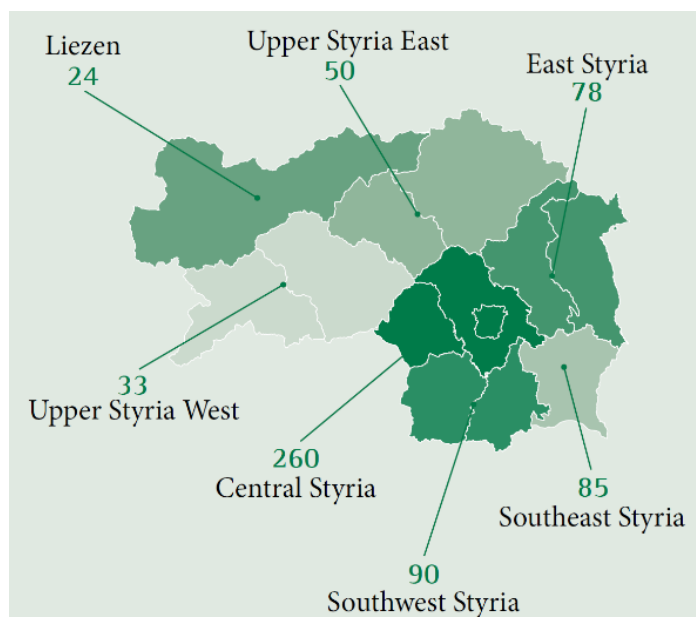 Liezen
24
Upper Styria East
50
East Styria
78
33
Upper Styria West
260
Central Styria
85
Southeast Styria
90
Southwest Styria